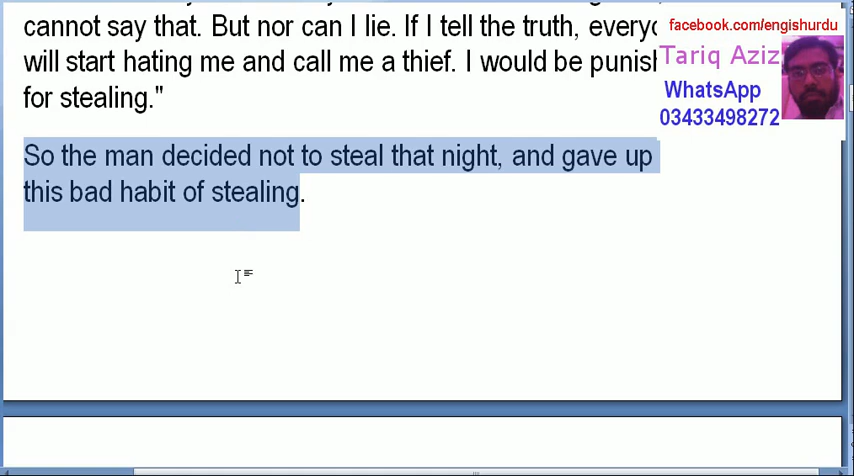 cannot say that. But nor can I lie. If I tell the truth, everyo
will start hating me and call me a thief. I would be punish
for stealing."
So the man decided not to steal that night, and gave up
this bad habit of stealing.
facebook.com/engishurdu
Tariq Aziz
WhatsApp
03433498272